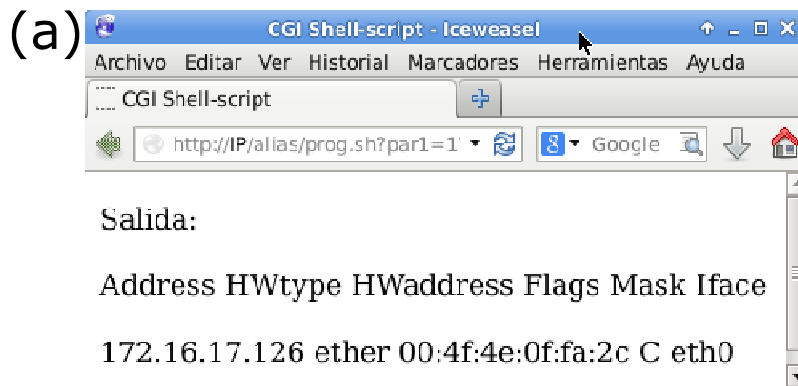 (a)
CGI Shell-script - Iceweasel
Archivo Editar Ver Historial Marcadores Herramientas Ayuda
CGI Shell-script
http://IP/alias/prog.sh?par1=1 8 Google
Salida:
Address HWtype HWaddress Flags Mask Iface
172.16.17.126 ether 00:4f:4e:0f:fa:2c C eth0